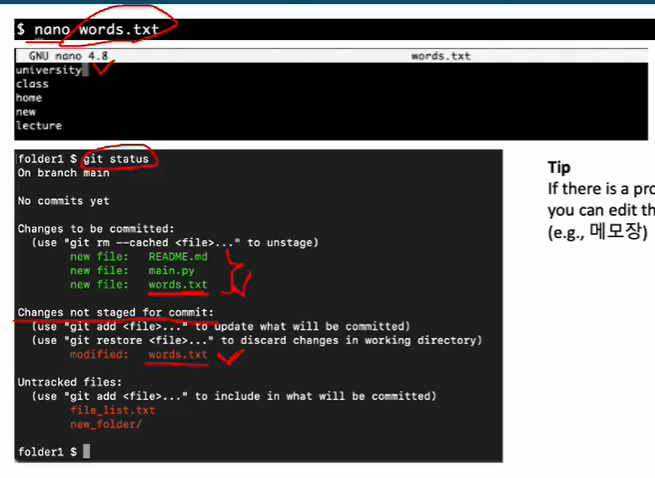 $ nano words.txt
GNU nano 4.8 words.txt
university
class
home
new
lecture
folder1 $ git status
On branch main
No commits yet
Changes to be committed:
(use "git rm --cached <file>..." to unstage)
new file: README.md
new file: main.py
new file: words.txt
Changes not staged for commit:
(use "git add <file>..." to update what will be committed)
(use "git restore <file>..." to discard changes in working directory)
modified: words.txt
Untracked files:
(use "git add <file>..." to include in what will be committed)
file_list.txt
new_folder/
folder1 $
Tip
If there is a pro
you can edit th
(e.g., 메모장)